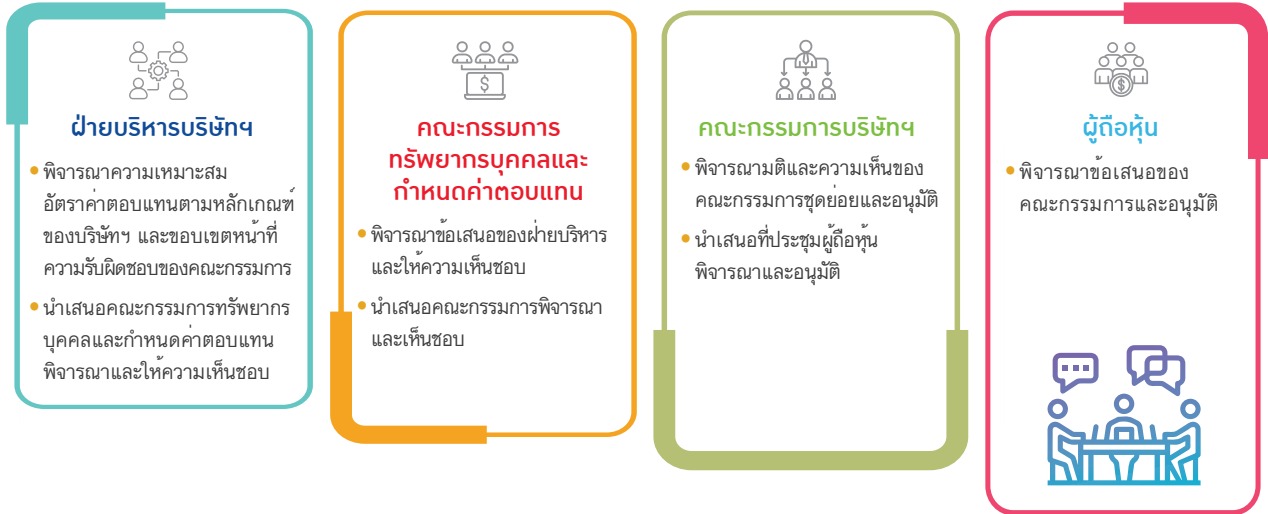 ฝ่ายบริหารบริษัทฯ
• พิจารณาความเหมาะสม
อัตราค่าตอบแทนตามหลักเกณฑ์
ของบริษัทฯ และขอบเขตหน้าที่
ความรับผิดชอบของคณะกรรมการ
• นำเสนอคณะกรรมการทรัพยากร
บุคคลและกำหนดค่าตอบแทน
พิจารณาและให้ความเห็นชอบ
คณะกรรมการ
ทรัพยากรบุคคลและ
กำหนดค่าตอบแทน
• พิจารณาข้อเสนอของฝ่ายบริหาร
และให้ความเห็นชอบ
• นำเสนอคณะกรรมการพิจารณา
และเห็นชอบ
คณะกรรมการบริษัทฯ
• พิจารณามติและความเห็นของ
คณะกรรมการชุดย่อยและอนุมัติ
• นำเสนอที่ประชุมผู้ถือหุ้น
พิจารณาและอนุมัติ
ผู้ถือหุ้น
• พิจารณาข้อเสนอของ
คณะกรรมการและอนุมัติ